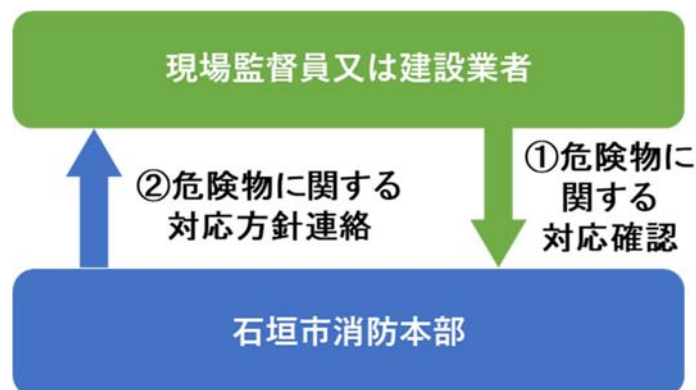 現場監督員又は建設業者
①危険物に
関する
対応確認
②危険物に関する
対応方針連絡
石垣市消防本部